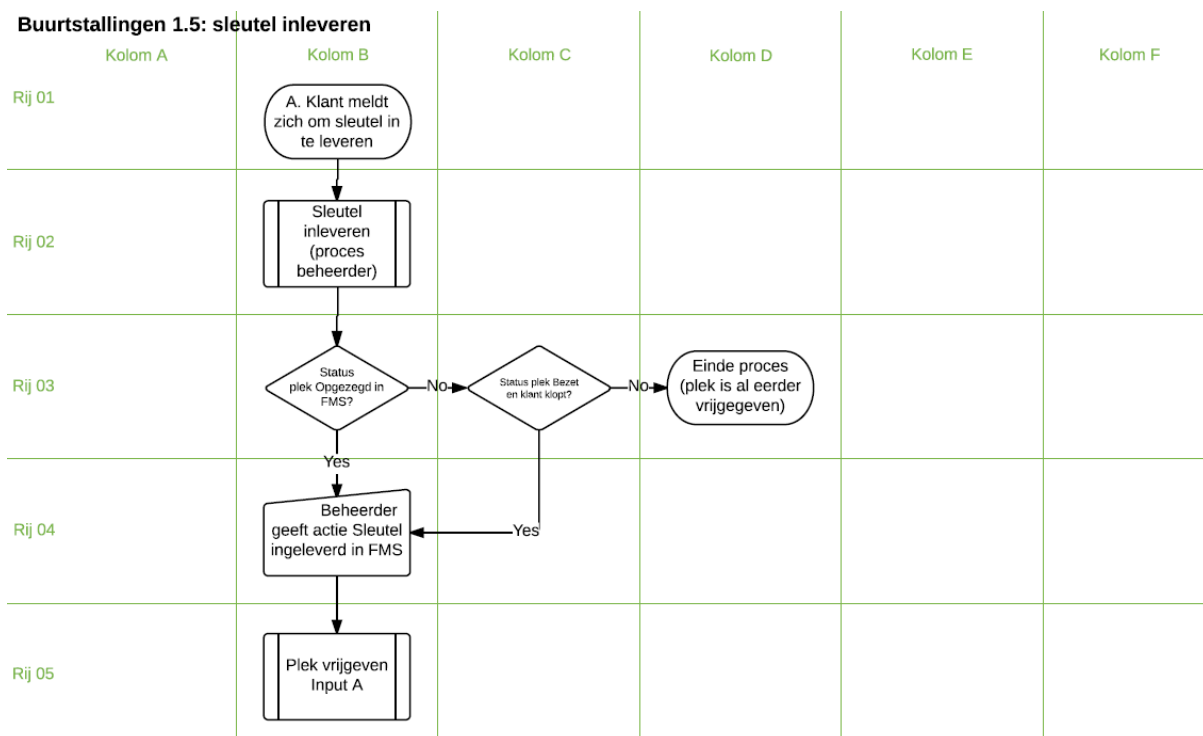 Buurtstallingen 1.5: sleutel inleveren
Kolom A
Kolom B
Kolom C
Kolom D
Kolom E
Kolom F
Rij 01
A. Klant meldt
zich om sleutel in
te leveren
Rij 02
Sleutel
inleveren
(proces
beheerder)
Rij 03
Status
plek Opgezegd in
FMS?
No
Status plek Bezet
en klant klopt?
No
Einde proces
(plek is al eerder
vrijgegeven)
Yes
Rij 04
Beheerder
geeft actie Sleutel
ingeleverd in FMS
Yes
Rij 05
Plek vrijgeven
Input A